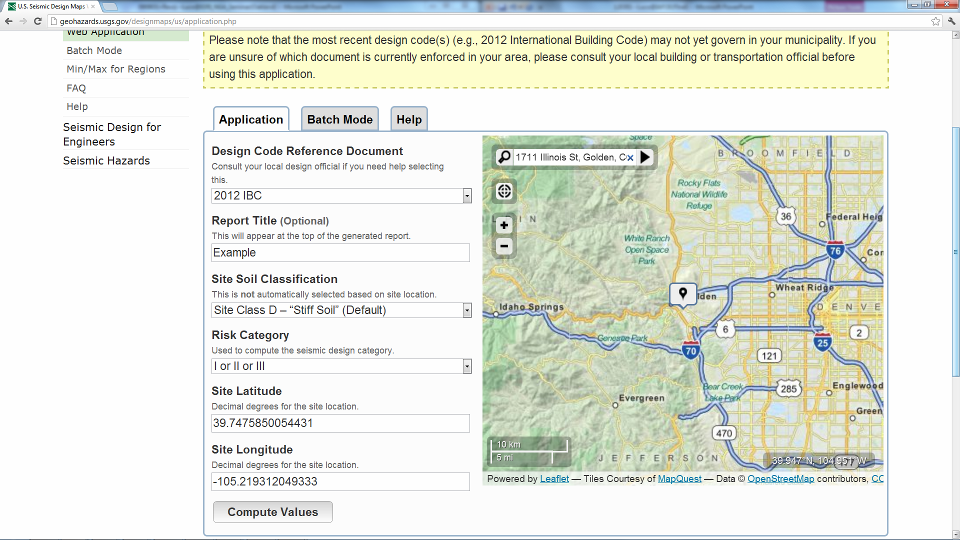 U.S. Seismic Design Maps
geohazards.usgs.gov/designmaps/us/application.php
Web Application
Batch Mode
Min/Max for Regions
FAQ
Help
Seismic Design for
Engineers
Seismic Hazards
Please note that the most recent design code(s) (e.g., 2012 International Building Code) may not yet govern in your municipality. If you
are unsure of which document is currently enforced in your area, please consult your local building or transportation official before
using this application.
Application
Batch Mode
Help
Design Code Reference Document
Consult your local design official if you need help selecting
this.
2012 IBC
Report Title (Optional)
This will appear at the top of the generated report.
Example
Site Soil Classification
This is not automatically selected based on site location.
Site Class D – “Stiff Soil” (Default)
Risk Category
Used to compute the seismic design category.
I or II or III
Site Latitude
Decimal degrees for the site location.
39.7475850054431
Site Longitude
Decimal degrees for the site location.
-105.219312049333
Compute Values
1711 Illinois St, Golden, C
Space
BROOMFIELD
Rocky Flats
National Wildlife
Refuge
36
Federal Heig
76
White Ranch
Open Space
Park
+
−
lden
Wheat Ridge
Idaho Springs
DENVE
6
2
Genesee Park
70
25
121
Bear Creek
Lake Park
285
Englewood
Evergreen
Green
470
10 km
5 mi
JEFFERSON
39.947° N, 104.951° W
Powered by Leaflet — Tiles Courtesy of MapQuest — Data © OpenStreetMap contributors, CC